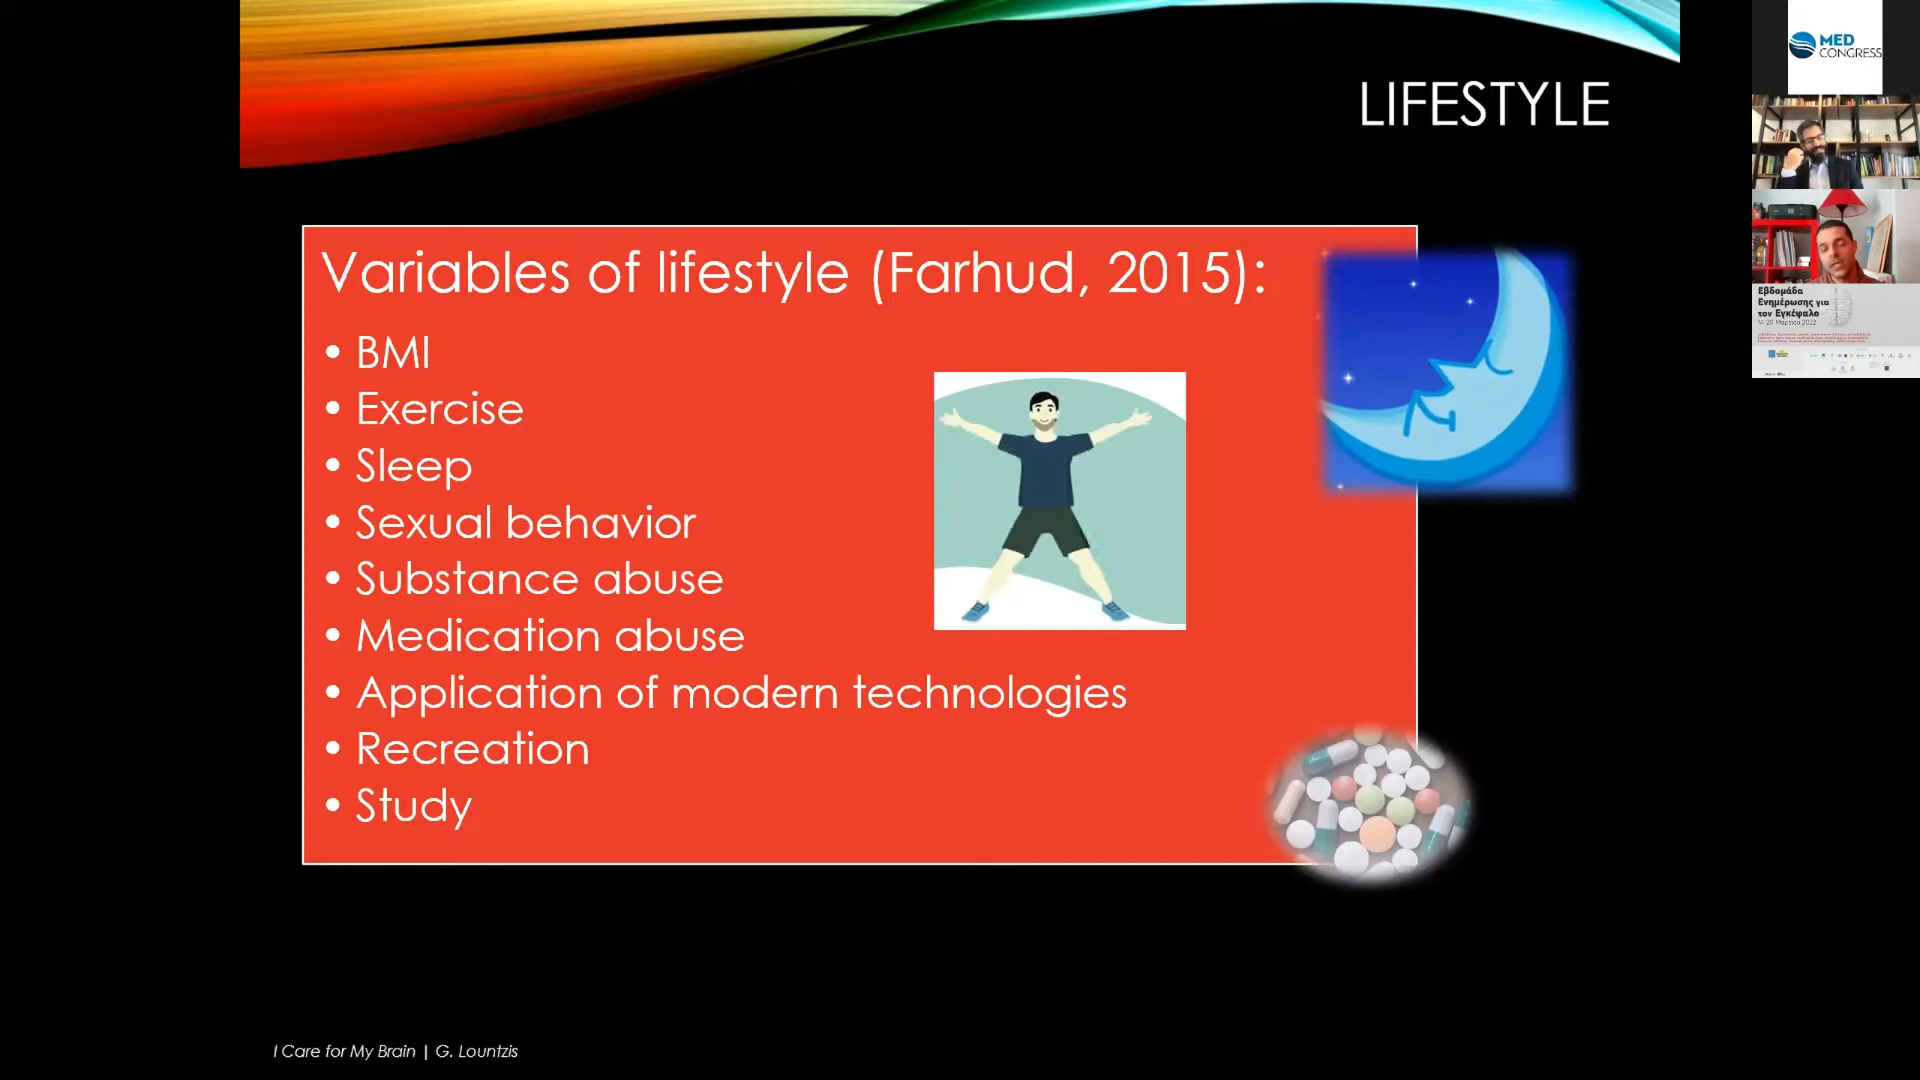 LIFESTYLE
Variables of lifestyle (Farhud, 2015):
• BMI
• Exercise
• Sleep
• Sexual behavior
• Substance abuse
• Medication abuse
• Application of modern technologies
• Recreation
• Study
I Care for My Brain | G. Lountzis
MED
CONGRESS
Εβδομάδα
Ενημέρωσης για
τον Εγκέφαλο
14-20 Μαρτίου 2022